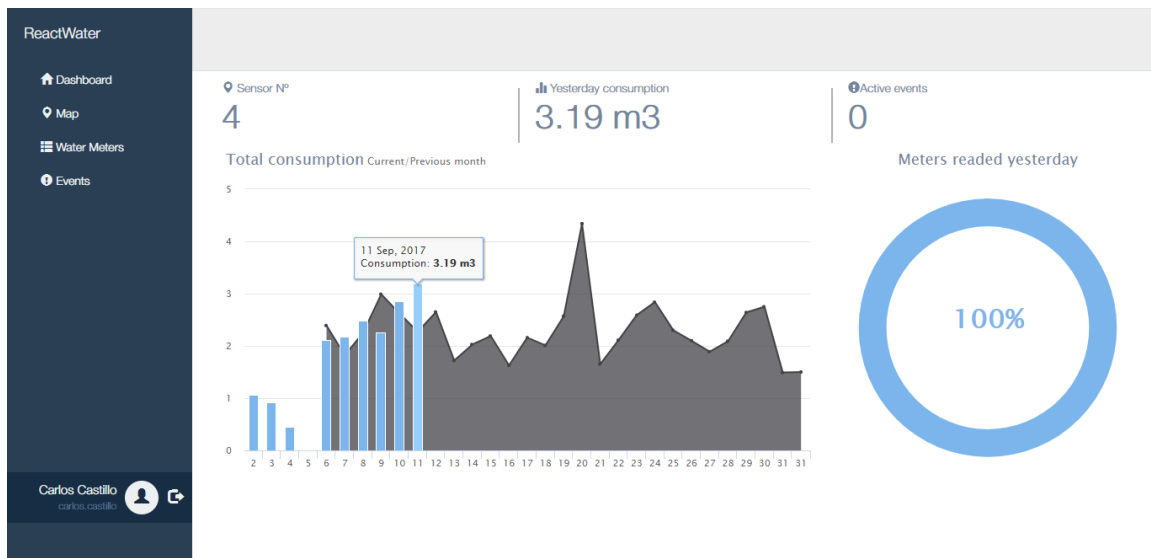 ReactWater
Dashboard
Map
Water Meters
Events
Carlos Castillo
carlos.castillo
Sensor Nº
4
Yesterday consumption
3.19 m3
Active events
0
Total consumption Current/Previous month
5
4
3
2
1
0
11 Sep, 2017
Consumption: 3.19 m3
2 3 4 5 6 7 8 9 10 11 12 13 14 15 16 17 18 19 20 21 22 23 24 25 26 27 28 29 30 31 31
Meters readed yesterday
100%